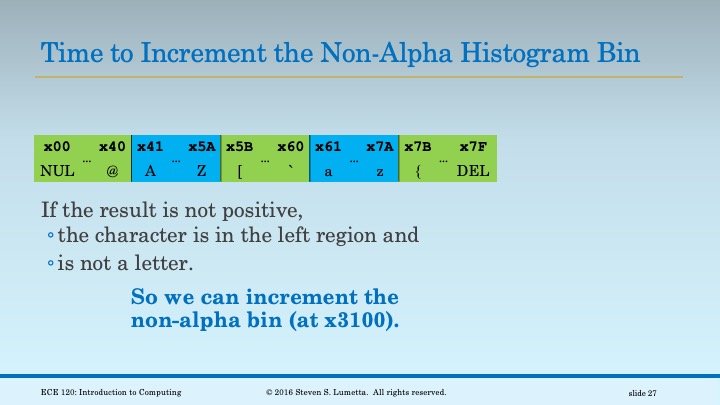 Time to Increment the Non-Alpha Histogram Bin
x00 ... x40 x41 ... x5A x5B ... x60 x61 ... x7A x7B ... x7F
NUL @ A Z [ ` a z { DEL
If the result is not positive,
◦the character is in the left region and
◦is not a letter.
So we can increment the
non-alpha bin (at x3100).
ECE 120: Introduction to Computing © 2016 Steven S. Lumetta. All rights reserved. slide 27